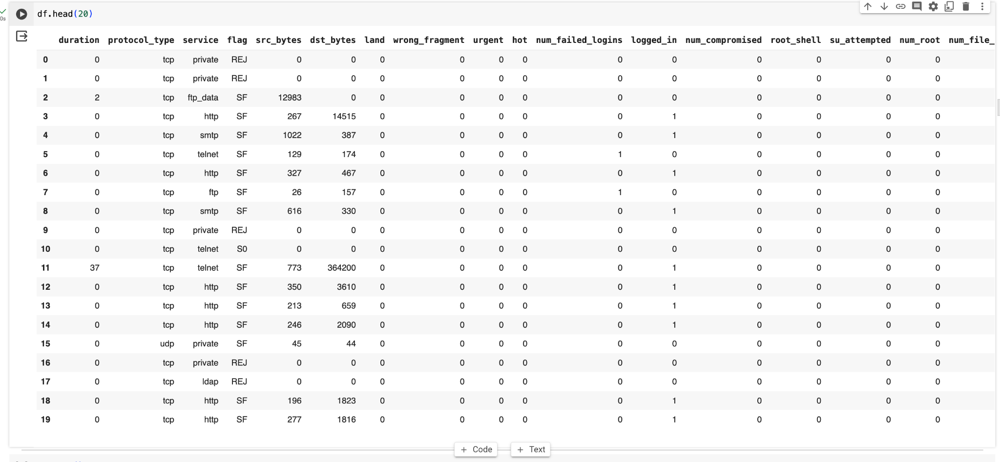 df.head(20)
0s
duration protocol_type service flag src_bytes dst_bytes land wrong_fragment urgent hot num_failed_logins logged_in num_compromised root_shell su_attempted num_root num_file_
0 0 tcp private REJ 0 0 0 0 0 0 0 0 0 0 0 0
1 0 tcp private REJ 0 0 0 0 0 0 0 0 0 0 0 0
2 2 tcp ftp_data SF 12983 0 0 0 0 0 0 0 0 0 0 0
3 0 tcp http SF 267 14515 0 0 0 0 0 1 0 0 0 0
4 0 tcp smtp SF 1022 387 0 0 0 0 0 1 0 0 0 0
5 0 tcp telnet SF 129 174 0 0 0 0 1 0 0 0 0 0
6 0 tcp http SF 327 467 0 0 0 0 0 1 0 0 0 0
7 0 tcp ftp SF 26 157 0 0 0 0 1 0 0 0 0 0
8 0 tcp smtp SF 616 330 0 0 0 0 0 1 0 0 0 0
9 0 tcp private REJ 0 0 0 0 0 0 0 0 0 0 0 0
10 0 tcp telnet S0 0 0 0 0 0 0 0 0 0 0 0 0
11 37 tcp telnet SF 773 364200 0 0 0 0 0 1 0 0 0 0
12 0 tcp http SF 350 3610 0 0 0 0 0 1 0 0 0 0
13 0 tcp http SF 213 659 0 0 0 0 0 1 0 0 0 0
14 0 tcp http SF 246 2090 0 0 0 0 0 1 0 0 0 0
15 0 udp private SF 45 44 0 0 0 0 0 0 0 0 0 0
16 0 tcp private REJ 0 0 0 0 0 0 0 0 0 0 0 0
17 0 tcp ldap REJ 0 0 0 0 0 0 0 0 0 0 0 0
18 0 tcp http SF 196 1823 0 0 0 0 0 1 0 0 0 0
19 0 tcp http SF 277 1816 0 0 0 0 0 1 0 0 0 0
+ Code + Text